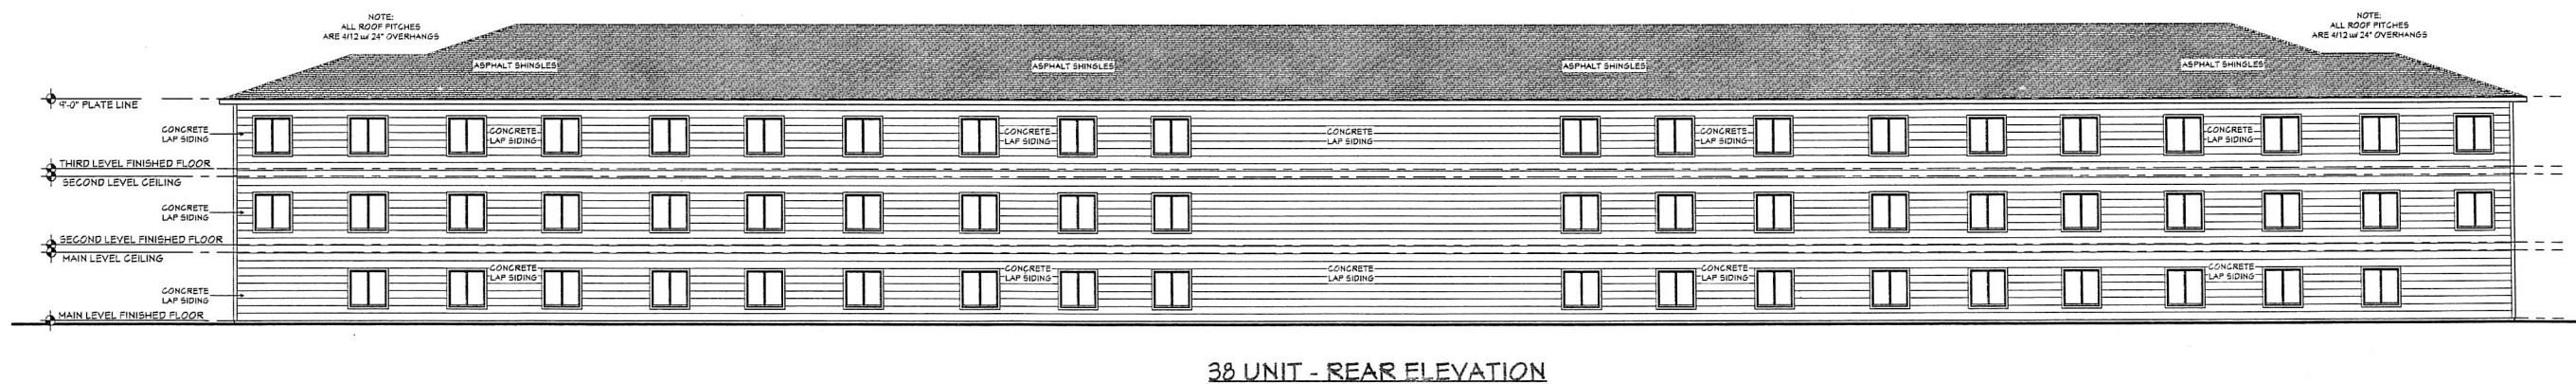 NOTE:
ALL ROOF PITCHES
ARE 4/12 w/ 24" OVERHANGS
NOTE:
ALL ROOF PITCHES
ARE 4/12 w/ 24" OVERHANGS
ASPHALT SHINGLES
ASPHALT SHINGLES
ASPHALT SHINGLES
ASPHALT SHINGLES
9'-0" PLATE LINE
CONCRETE
LAP SIDING
CONCRETE
LAP SIDING
CONCRETE
LAP SIDING
CONCRETE
LAP SIDING
CONCRETE
LAP SIDING
CONCRETE
LAP SIDING
THIRD LEVEL FINISHED FLOOR
SECOND LEVEL CEILING
CONCRETE
LAP SIDING
SECOND LEVEL FINISHED FLOOR
MAIN LEVEL CEILING
CONCRETE
LAP SIDING
CONCRETE
LAP SIDING
CONCRETE
LAP SIDING
CONCRETE
LAP SIDING
CONCRETE
LAP SIDING
CONCRETE
LAP SIDING
MAIN LEVEL FINISHED FLOOR
38 UNIT - REAR ELEVATION